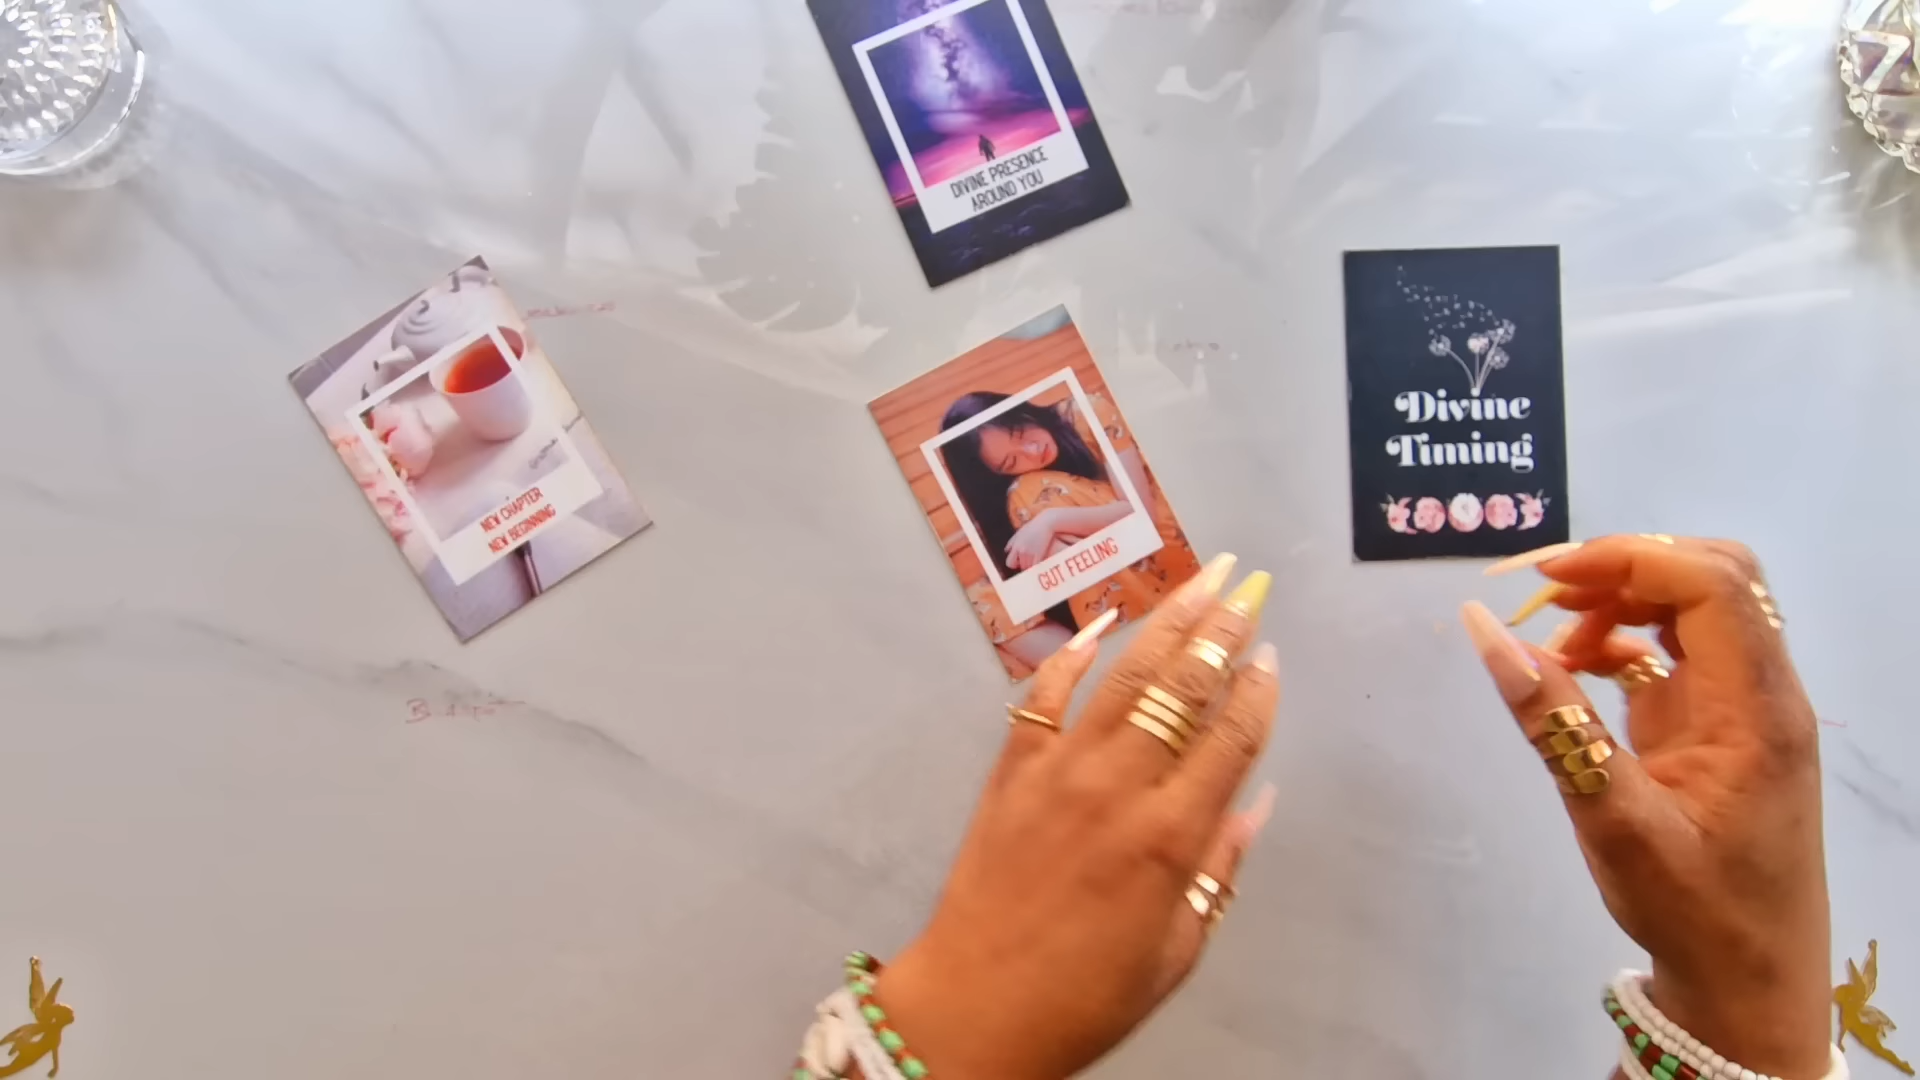 DIVINE PRESENCE
AROUND YOU
NEW CHAPTER
NEW BEGINNING
GUT FEELING
Divine
Timing